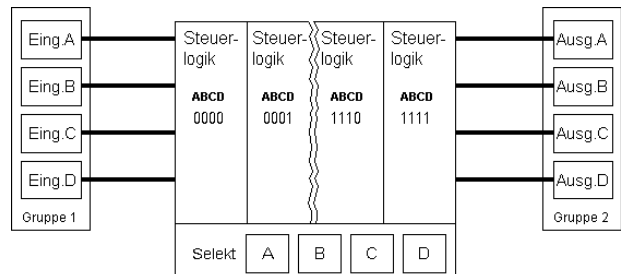 Eing.A
Eing.B
Eing.C
Eing.D
Gruppe 1
Steuer-
logik
ABCD
0000
Steuer-
logik
ABCD
0001
Steuer-
logik
ABCD
1110
Steuer-
logik
ABCD
1111
Selekt A B C D
Ausg.A
Ausg.B
Ausg.C
Ausg.D
Gruppe 2